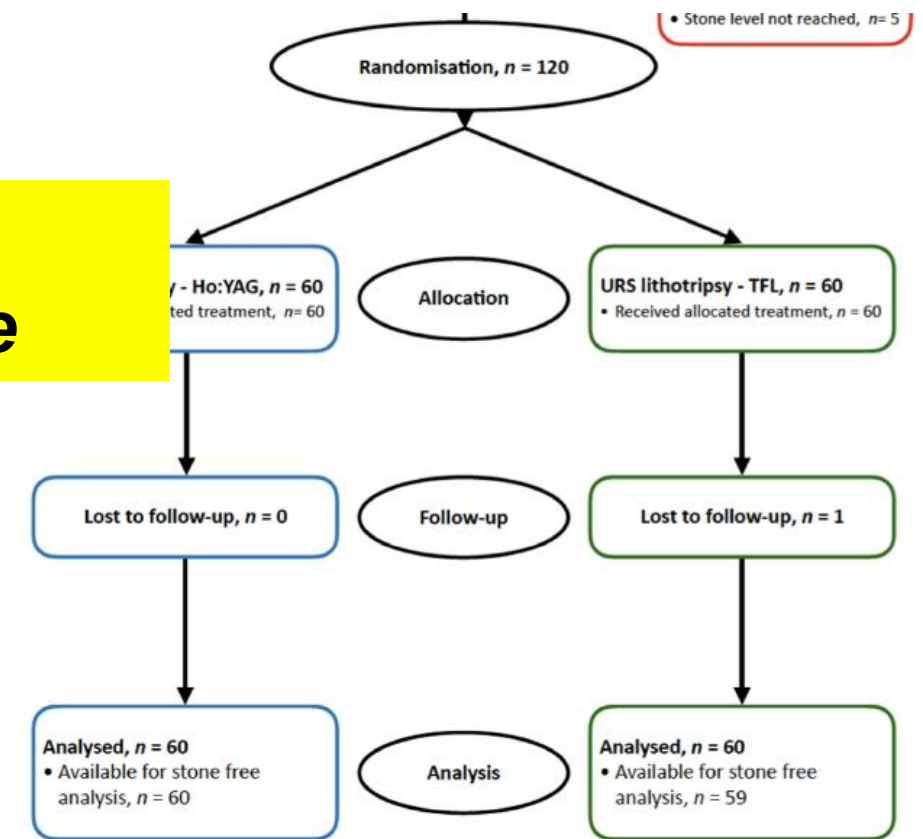 • Stone level not reached, n= 5
Randomisation, n = 120
e
y - Ho:YAG, n = 60
ted treatment, n= 60
Allocation
URS lithotripsy - TFL, n = 60
• Received allocated treatment, n = 60
Lost to follow-up, n = 0
Follow-up
Lost to follow-up, n = 1
Analysed, n = 60
• Available for stone free
analysis, n = 60
Analysis
Analysed, n = 60
• Available for stone free
analysis, n = 59